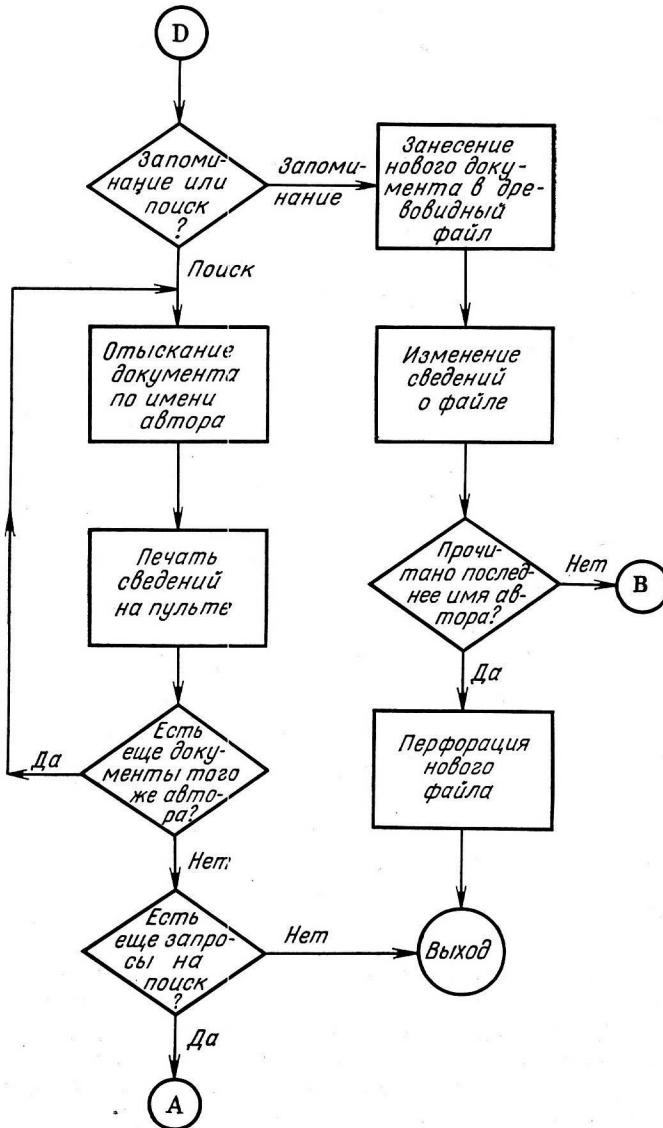 D
Запоми-
нание или
поиск
?
Запоми-
нание
Занесение
нового доку-
мента в дре-
вовидный
файл
Поиск
Отыскание
документа
по имени
автора
Изменение
сведений
о файле
Печать
сведений
на пульте
Прочи-
тано послед-
нее имя ав-
тора?
Нет
B
Да
Есть
еще доку-
менты того
же авто-
ра?
Да
Перфорация
нового
файла
Нет
Есть
еще запро-
сы на
поиск
?
Нет
Выход
Да
A